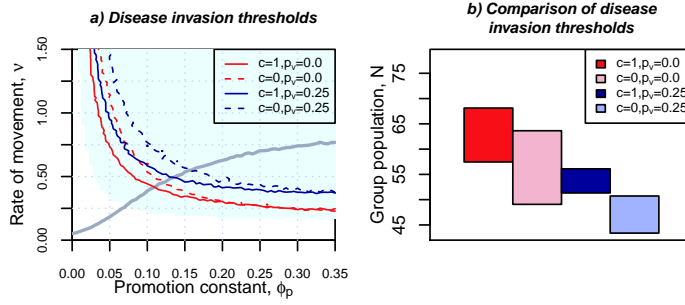 a) Disease invasion thresholds
Rate of movement, ν
1.50
1.00
0.50
0.00
c=1,pv=0.0
c=0,pv=0.0
c=1,pv=0.25
c=0,pv=0.25
0.00 0.05 0.10 0.15 0.20 0.25 0.30 0.35
Promotion constant, ϕp
b) Comparison of disease
invasion thresholds
Group population, N
75
65
55
45
c=1,pv=0.0
c=0,pv=0.0
c=1,pv=0.25
c=0,pv=0.25